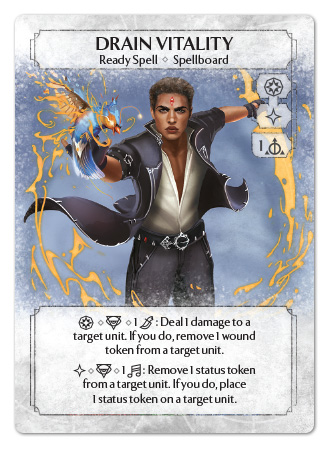 DRAIN VITALITY
Ready Spell ⬦ Spellboard
1
⬦ ⬦ 1 : Deal 1 damage to a
target unit. If you do, remove 1 wound
token from a target unit.
⬦ ⬦ 1 : Remove 1 status token
from a target unit. If you do, place
1 status token on a target unit.